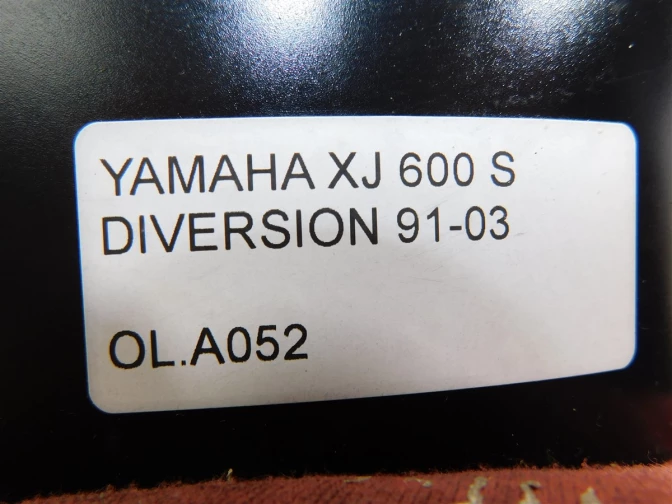 YAMAHA XJ 600 S
DIVERSION 91-03
OL.A052